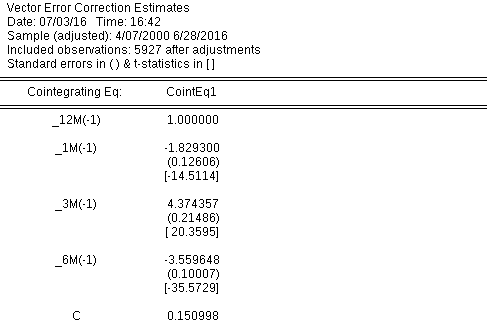 Vector Error Correction Estimates
Date: 07/03/16 Time: 16:42
Sample (adjusted): 4/07/2000 6/28/2016
Included observations: 5927 after adjustments
Standard errors in ( ) & t-statistics in [ ]
Cointegrating Eq: CointEq1
_12M(-1) 1.000000
_1M(-1) -1.829300
(0.12606)
[-14.5114]
_3M(-1) 4.374357
(0.21486)
[ 20.3595]
_6M(-1) -3.559648
(0.10007)
[-35.5729]
C 0.150998